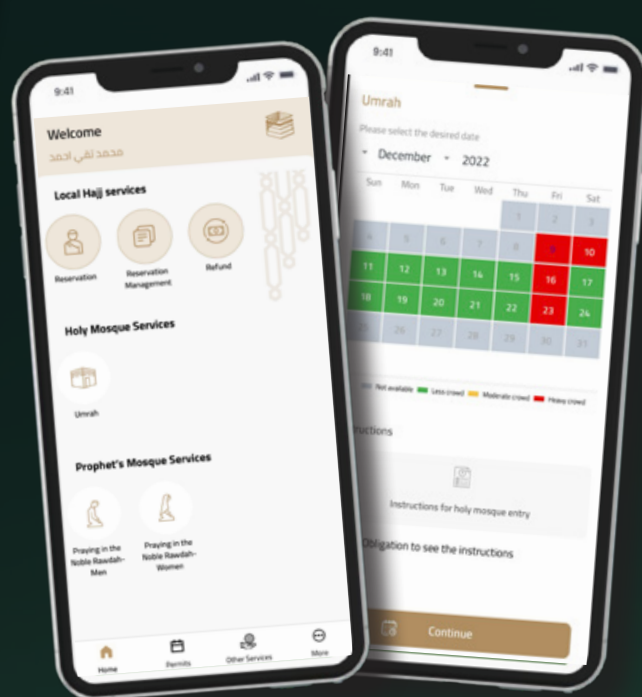 9:41
Welcome
محمد تقي احمد
Local Hajj services
Reservation
Reservation
Management
Refund
Holy Mosque Services
Umrah
Prophet's Mosque Services
Praying in the
Noble Rawdah-
Men
Praying in the
Noble Rawdah-
Women
Home
Permits
Other Services
More
9:41
Umrah
Please select the desired date
December 2022
Sun Mon Tue Wed Thu Fri Sat
1 2 3
4 5 6 7 8 9 10
11 12 13 14 15 16 17
18 19 20 21 22 23 24
25 26 27 28 29 30 31
Not available Less crowd Moderate crowd Heavy crowd
ructions
Instructions for holy mosque entry
Obligation to see the instructions
Continue